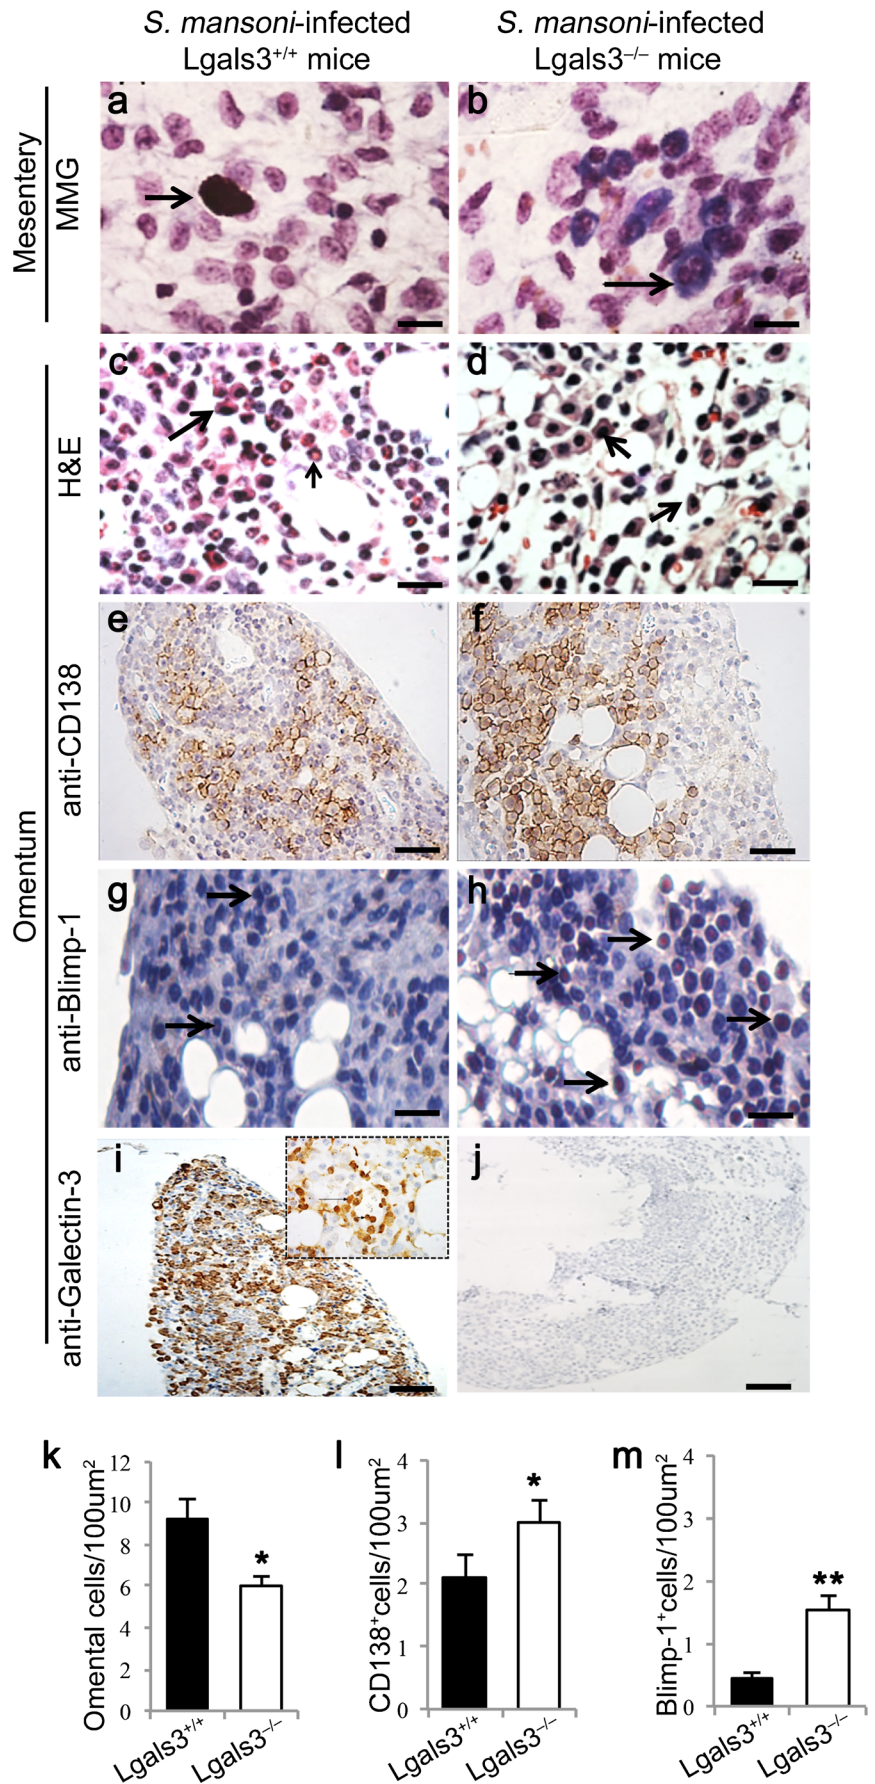 S. mansoni-infected
Lgals3+/+ mice
S. mansoni-infected
Lgals3–/– mice
Mesentery
MMG
a
b
Omentum
H&E
c
d
anti-CD138
e
f
anti-Blimp-1
g
h
anti-Galectin-3
i
j
k
Omental cells/100um²
12
10
8
6
4
2
0
*
Lgals3+/+
Lgals3–/–
l
CD138+cells/100um²
4
3
2
1
0
*
Lgals3+/+
Lgals3–/–
m
Blimp-1+cells/100um²
4
3
2
1
0
**
Lgals3+/+
Lgals3–/–